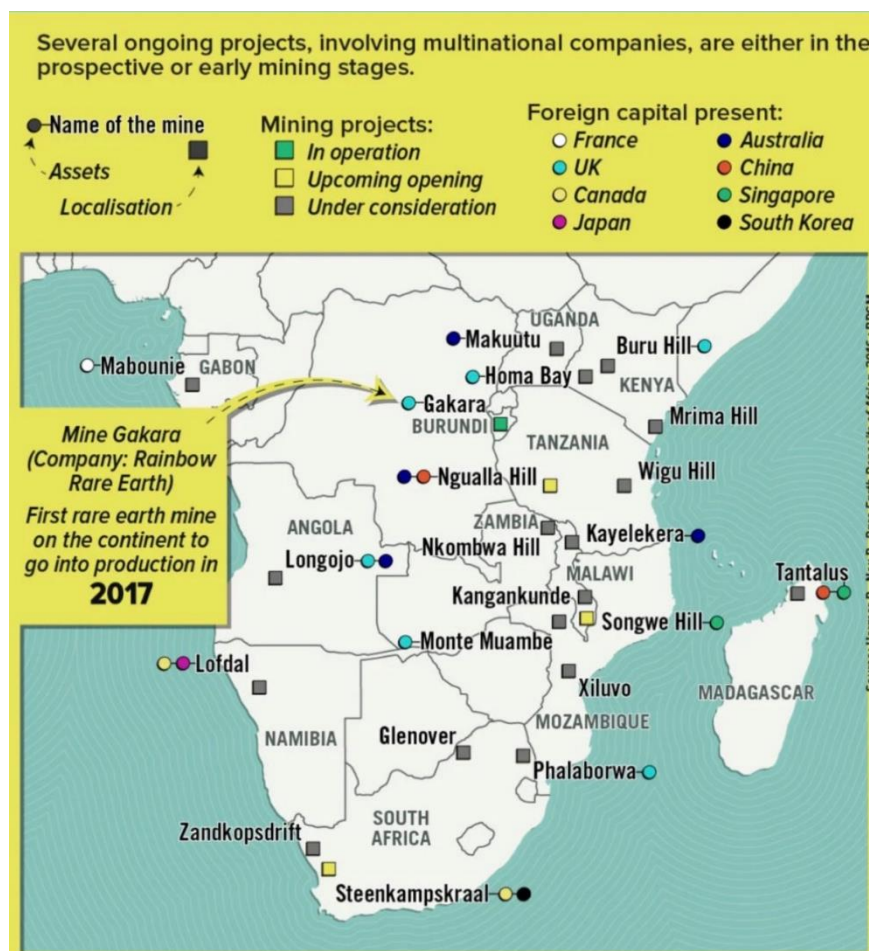 Several ongoing projects, involving multinational companies, are either in the
prospective or early mining stages.
Name of the mine
Assets
Localisation
Mining projects:
In operation
Upcoming opening
Under consideration
Foreign capital present:
France
UK
Canada
Japan
Australia
China
Singapore
South Korea
UGANDA
Makuutu
Buru Hill
Mabounie
GABON
Homa Bay
KENYA
Gakara
BURUNDI
Mrima Hill
Mine Gakara
(Company: Rainbow
Rare Earth)
First rare earth mine
on the continent to
go into production in
2017
TANZANIA
Ngualla Hill
Wigu Hill
ANGOLA
ZAMBIA
Kayelekera
Nkombwa Hill
Longojo
MALAWI
Tantalus
Kangankunde
Songwe Hill
Monte Muambe
Lofdal
Xiluvo
MADAGASCAR
MOZAMBIQUE
NAMIBIA
Glenover
Phalaborwa
SOUTH
AFRICA
Zandkopsdrift
Steenkampskraal